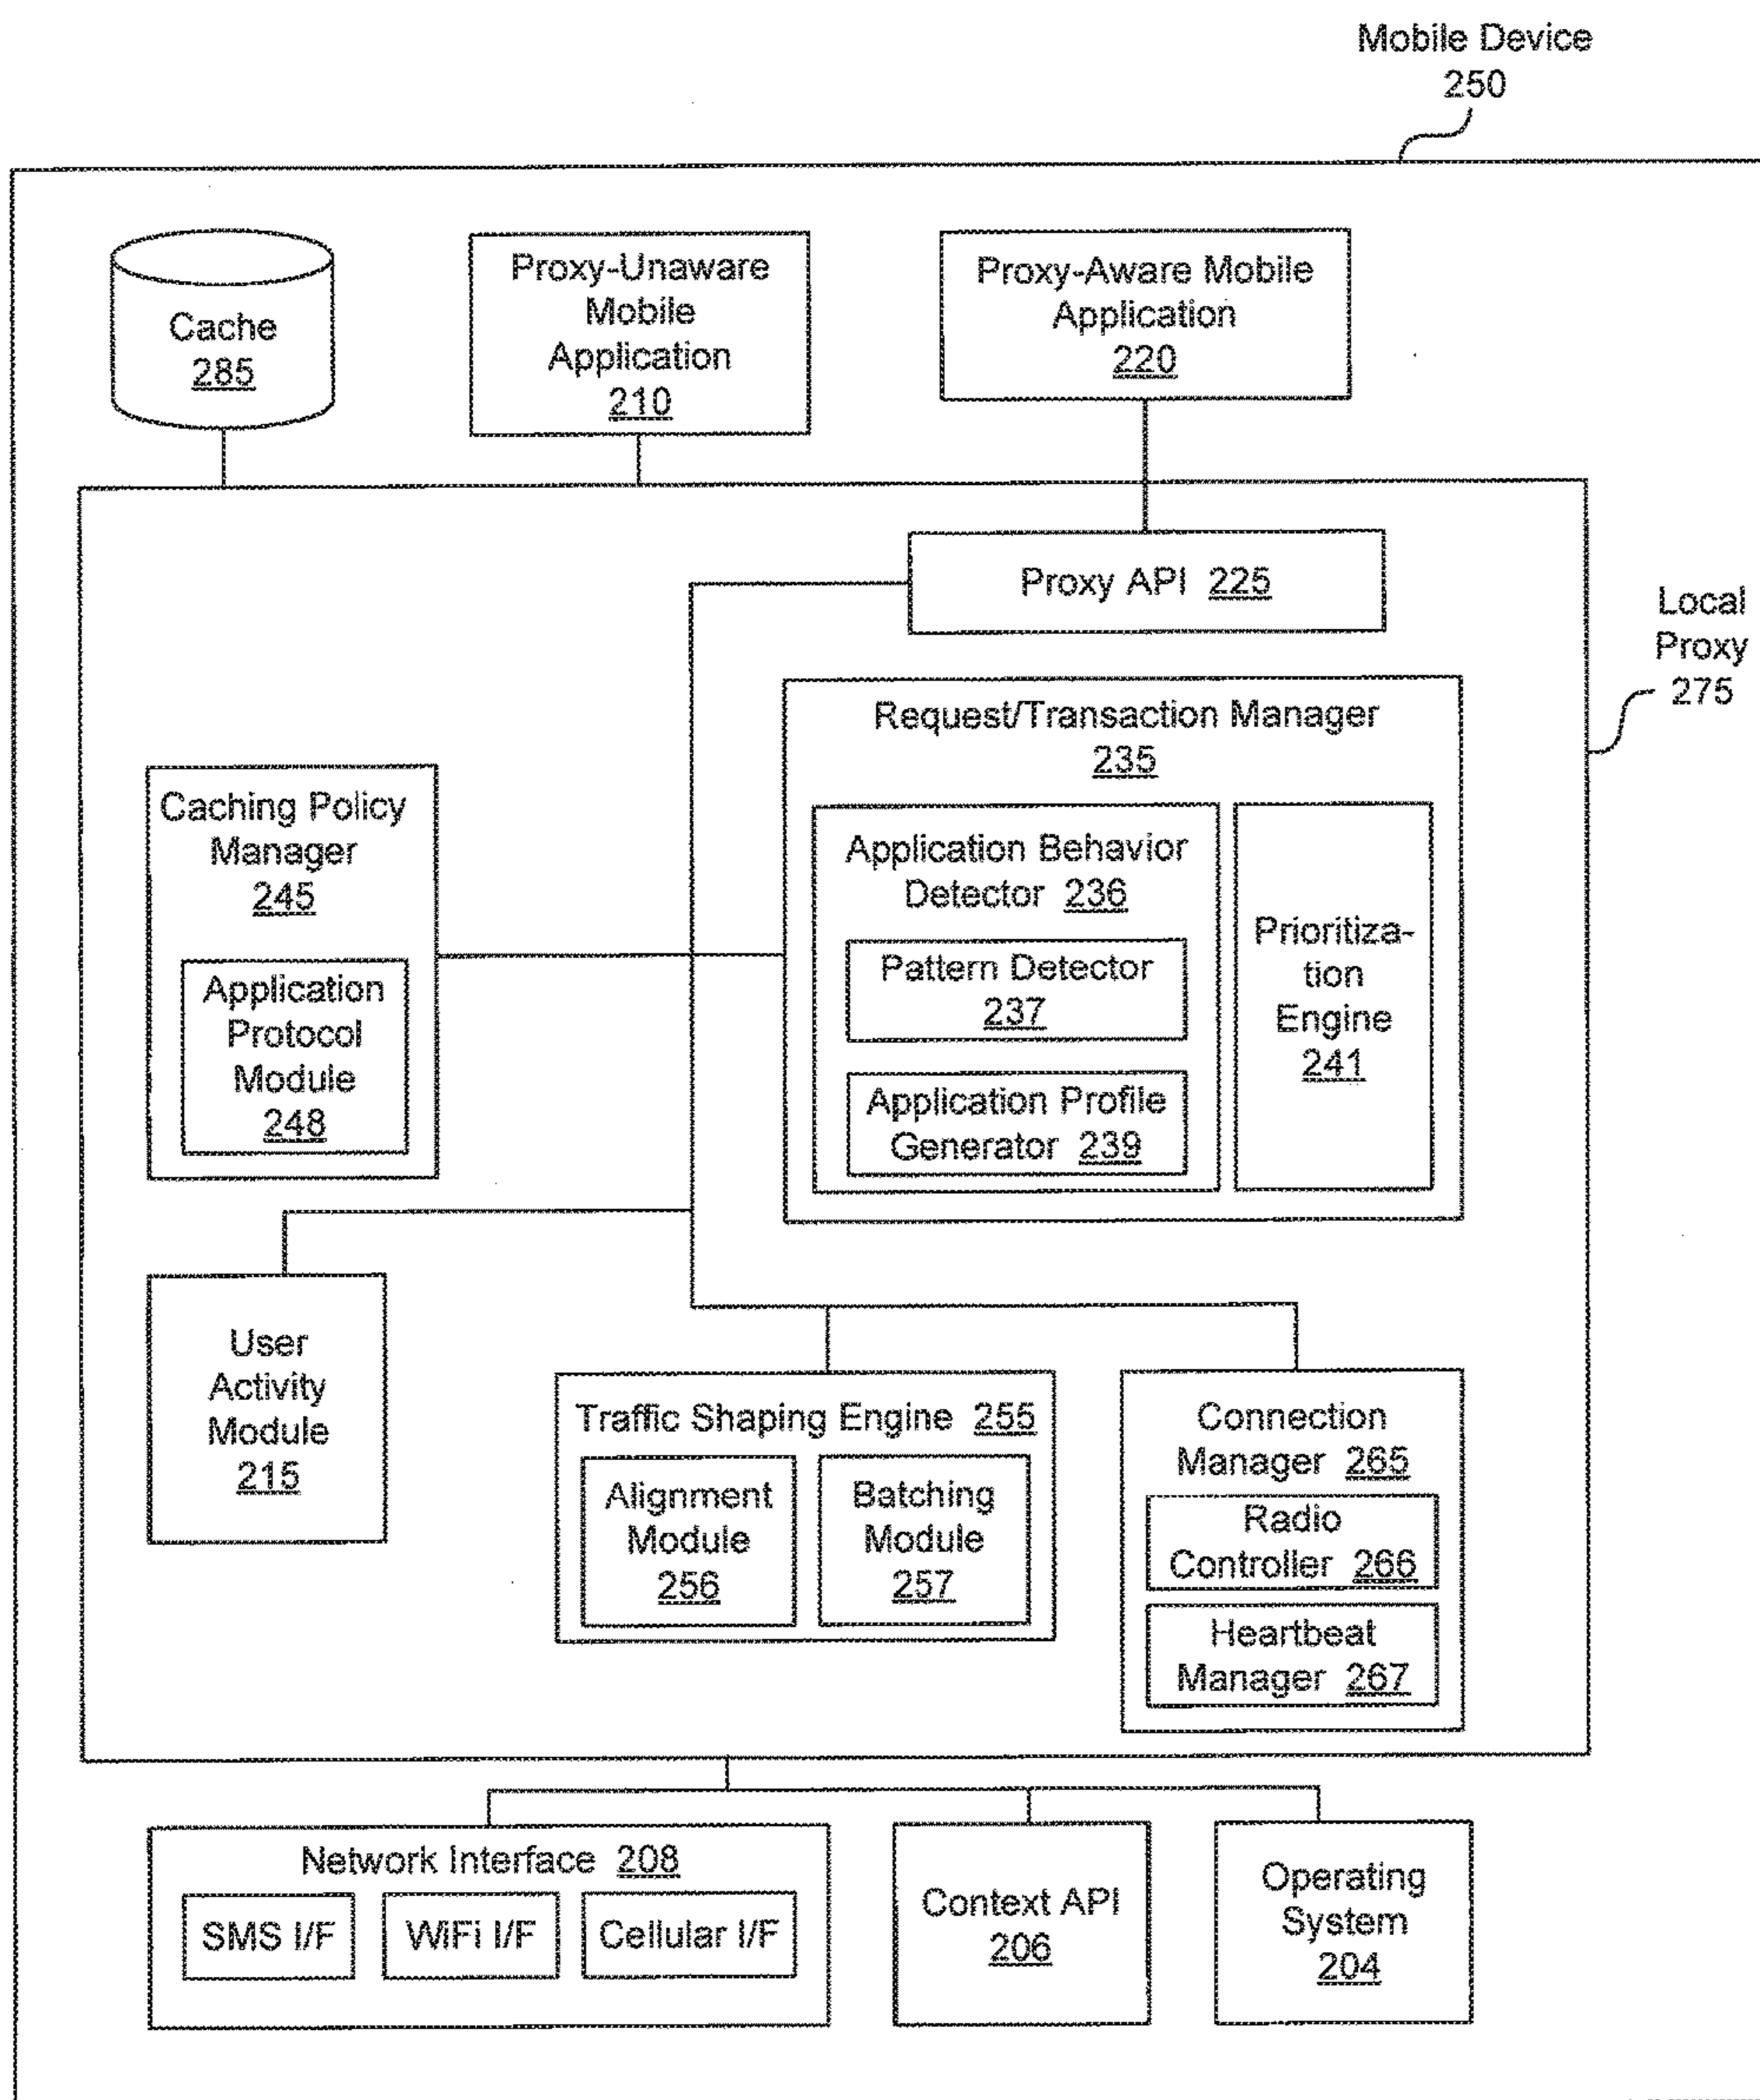 Mobile Device
250
Cache
285
Proxy-Unaware
Mobile
Application
210
Proxy-Aware Mobile
Application
220
Proxy API 225
Local
Proxy
275
Request/Transaction Manager
235
Caching Policy
Manager
245
Application
Protocol
Module
248
Application Behavior
Detector 236
Pattern Detector
237
Application Profile
Generator 239
Prioritiza-
tion
Engine
241
User
Activity
Module
215
Traffic Shaping Engine 255
Alignment
Module
256
Batching
Module
257
Connection
Manager 265
Radio
Controller 266
Heartbeat
Manager 267
Network Interface 208
SMS I/F
WiFi I/F
Cellular I/F
Context API
206
Operating
System
204